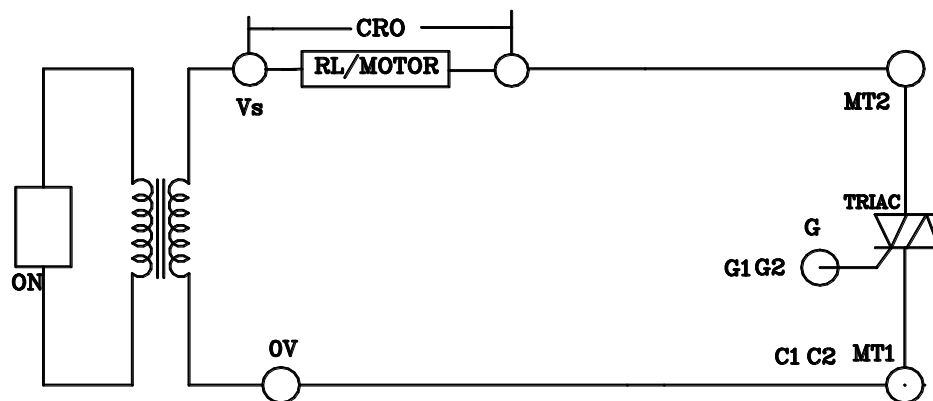 CRO
RL/MOTOR
Vs
MT2
TRIAC
G
G1 G2
ON
0V
C1 C2 MT1